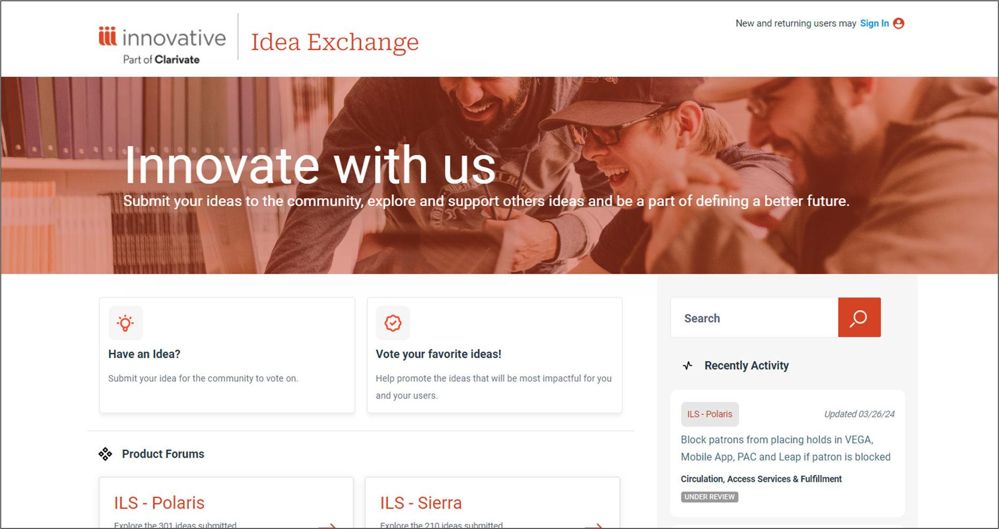 innovative
Part of Clarivate
Idea Exchange
New and returning users may Sign In
Innovate with us
Submit your ideas to the community, explore and support others ideas and be a part of defining a better future.
Have an Idea?
Submit your idea for the community to vote on.
Vote your favorite ideas!
Help promote the ideas that will be most impactful for you
and your users.
Product Forums
ILS - Polaris
Explore the 301 ideas submitted
ILS - Sierra
Explore the 210 ideas submitted
Search
Recently Activity
ILS - Polaris
Updated 03/26/24
Block patrons from placing holds in VEGA,
Mobile App, PAC and Leap if patron is blocked
Circulation, Access Services & Fulfillment
UNDER REVIEW